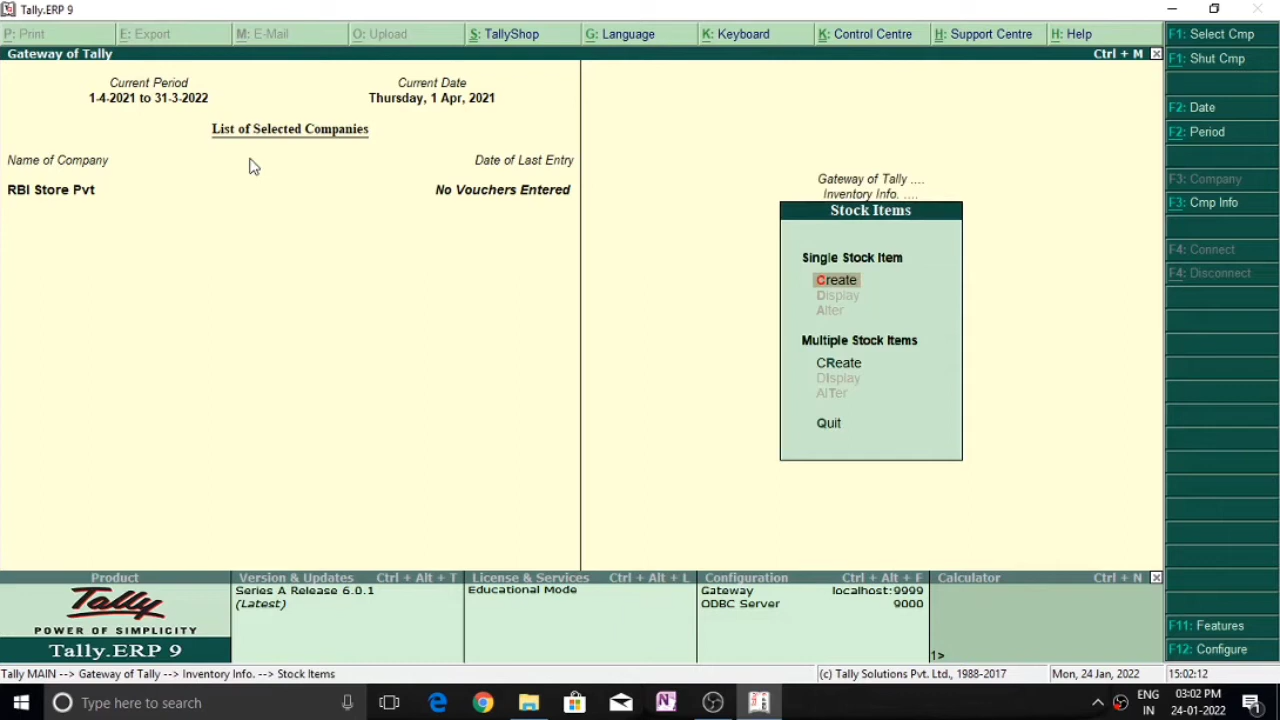 Tally.ERP 9
P: Print
E: Export
M: E-Mail
O: Upload
S: TallyShop
G: Language
K: Keyboard
K: Control Centre
H: Support Centre
H: Help
F1: Select Cmp
Gateway of Tally
Ctrl + M
F1: Shut Cmp
Current Period
1-4-2021 to 31-3-2022
Current Date
Thursday, 1 Apr, 2021
List of Selected Companies
Name of Company
Date of Last Entry
RBI Store Pvt
No Vouchers Entered
Gateway of Tally ....
Inventory Info. ....
Stock Items
Single Stock Item
Create
Display
Alter
Multiple Stock Items
CReate
DIsplay
AlTer
Quit
F2: Date
F2: Period
F3: Company
F3: Cmp Info
F4: Connect
F4: Disconnect
F11: Features
F12: Configure
Product
Tally
POWER OF SIMPLICITY
Tally.ERP 9
Version & Updates Ctrl + Alt + T
Series A Release 6.0.1
(Latest)
License & Services Ctrl + Alt + L
Educational Mode
Configuration Ctrl + Alt + F
Gateway localhost:9999
ODBC Server 9000
Calculator Ctrl + N
1>
Tally MAIN --> Gateway of Tally --> Inventory Info. --> Stock Items
(c) Tally Solutions Pvt. Ltd., 1988-2017
Mon, 24 Jan, 2022
15:02:12
Type here to search
ENG
IN
03:02 PM
24-01-2022
1